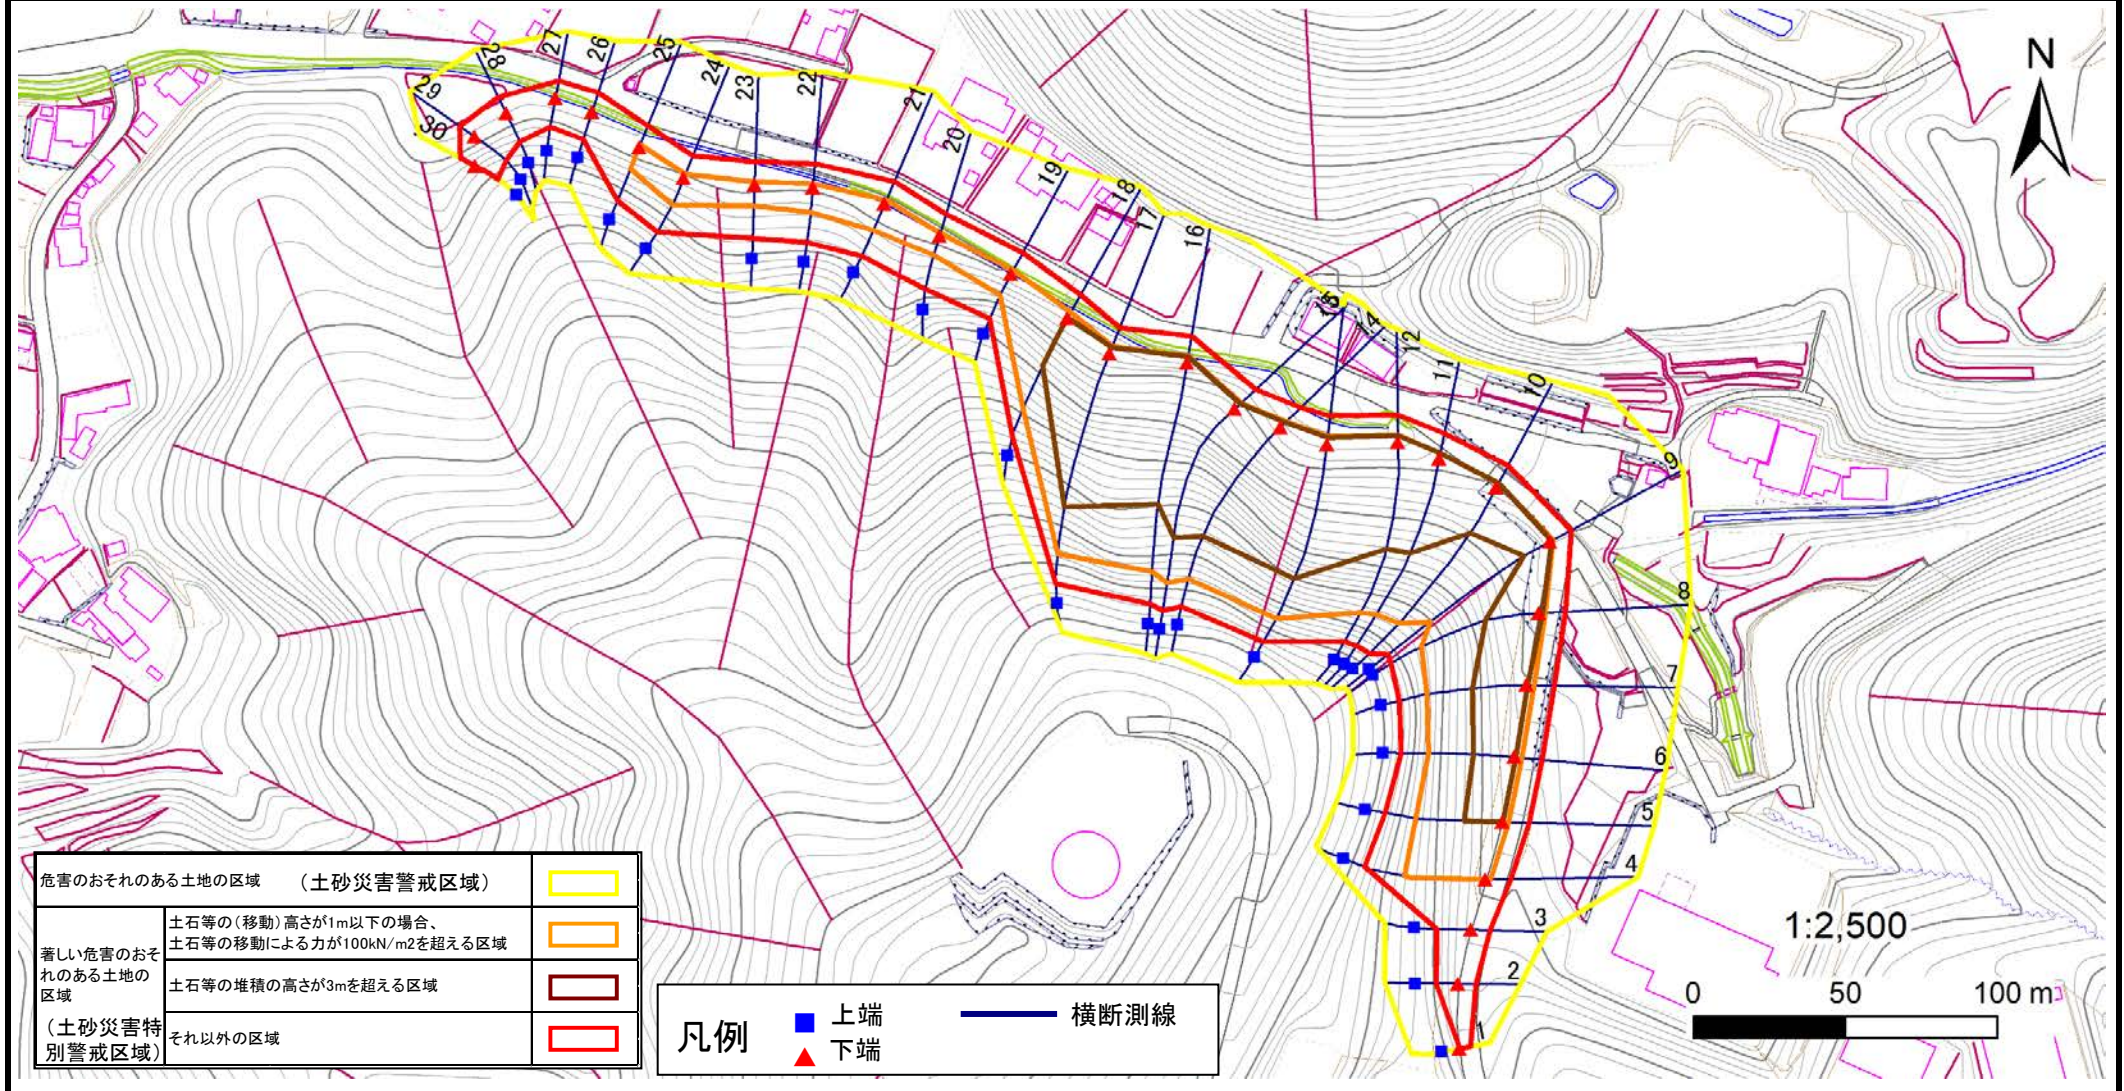 27
26
25
28
24
23
22
29
21
30
20
19
18
17
16
15
14
13
12
11
10
9
8
7
6
5
4
3
2
1
N
1:2,500
0 50 100 m
危害のおそれのある土地の区域 (土砂災害警戒区域)
著しい危害のおそ
れのある土地の
区域
(土砂災害特
別警戒区域)
土石等の(移動)高さが1m以下の場合、
土石等の移動による力が100kN/m2を超える区域
土石等の堆積の高さが3mを超える区域
それ以外の区域
凡例
上端
下端
横断測線